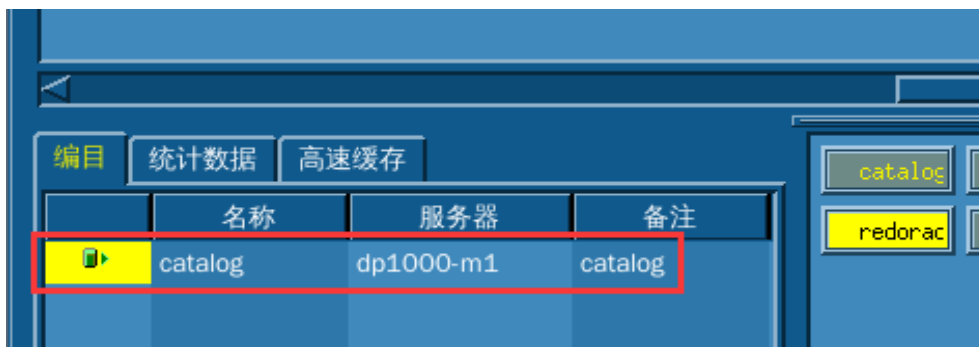 编目 统计数据 高速缓存
名称 服务器 备注
catalog dp1000-m1 catalog
catalog
redorac